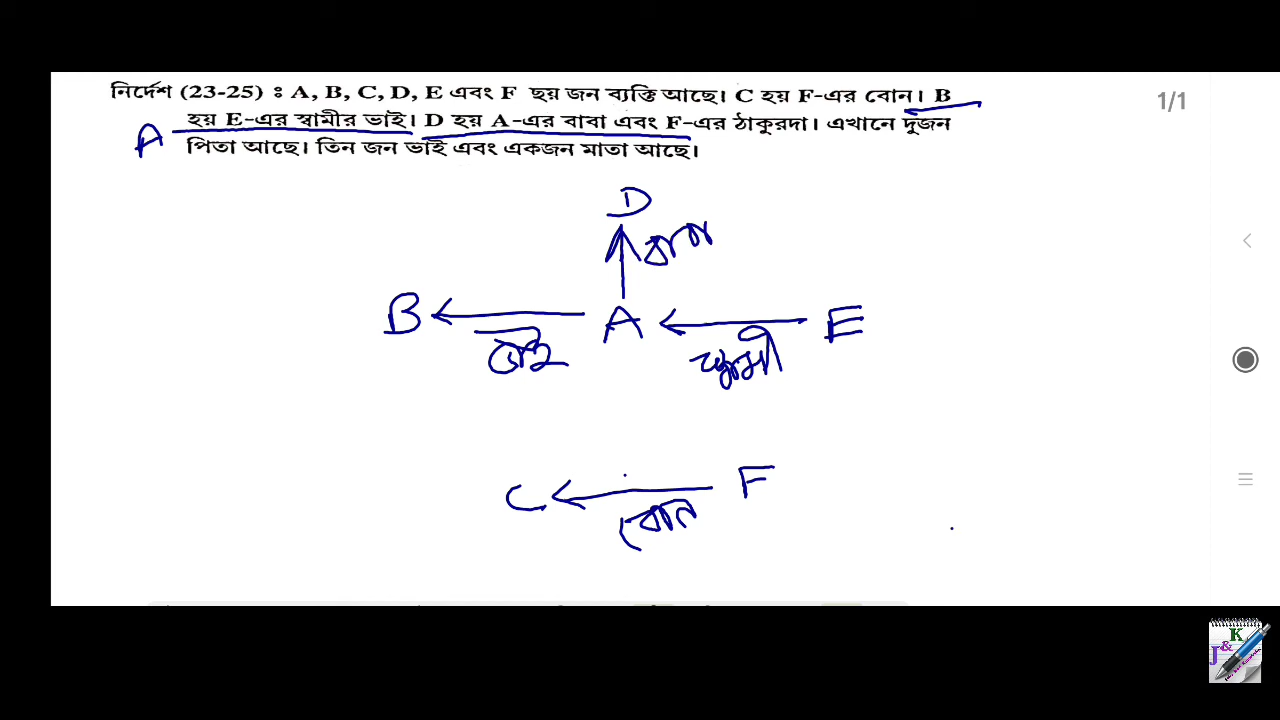 নির্দেশ (23-25) ঃ A, B, C, D, E এবং F ছয় জন ব্যক্তি আছে। C হয় F-এর বোন। B
হয় E-এর স্বামীর ভাই। D হয় A-এর বাবা এবং F-এর ঠাকুরদা। এখানে দুজন
পিতা আছে। তিন জন ভাই এবং একজন মাতা আছে।
1/1
A
D
বাবা
B A E
ভাই স্বামী
C F
বোন
J & K